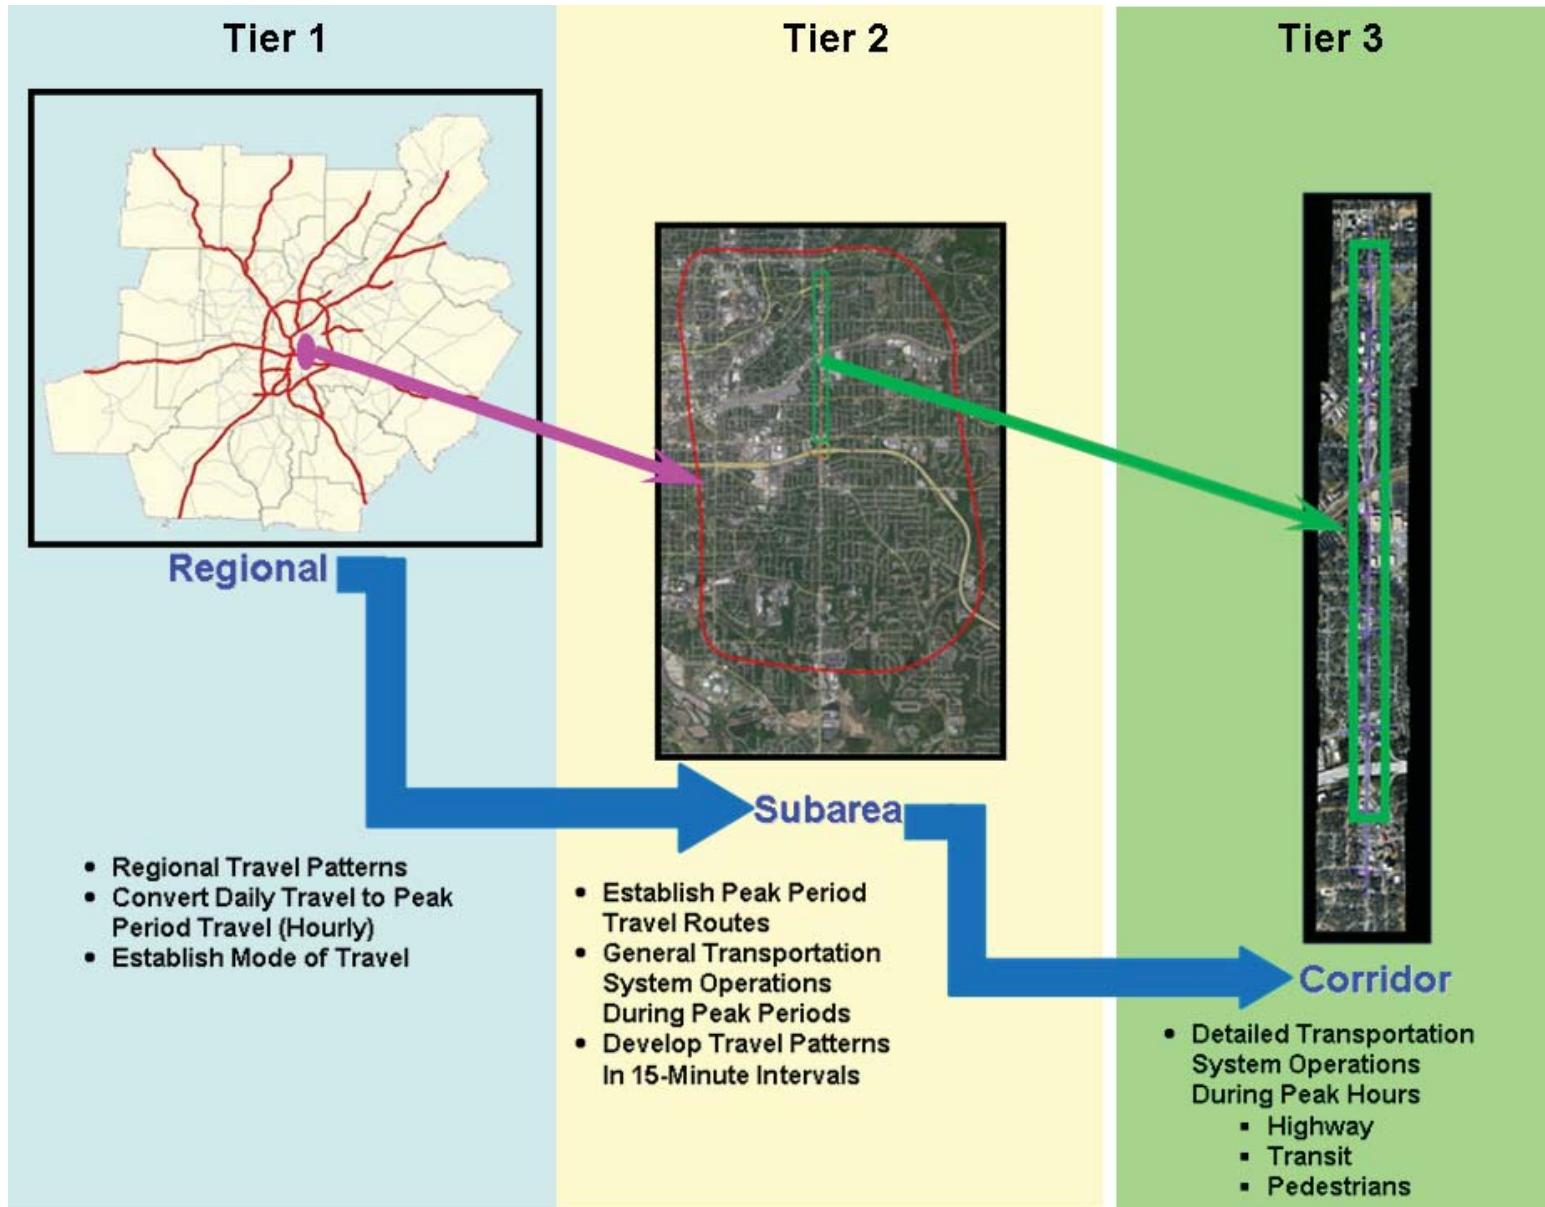 Tier 1
Regional
• Regional Travel Patterns
• Convert Daily Travel to Peak
Period Travel (Hourly)
• Establish Mode of Travel
Tier 2
Subarea
• Establish Peak Period
Travel Routes
• General Transportation
System Operations
During Peak Periods
• Develop Travel Patterns
In 15-Minute Intervals
Tier 3
Corridor
• Detailed Transportation
System Operations
During Peak Hours
▪ Highway
▪ Transit
▪ Pedestrians